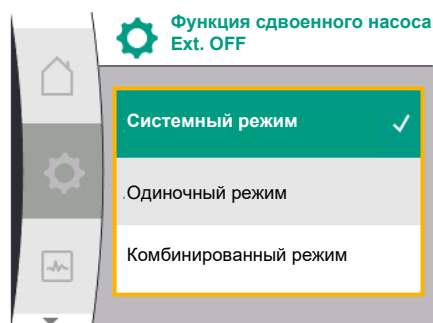 Функция сдвоенного насоса
Ext. OFF
Системный режим
Одиночный режим
Комбинированный режим